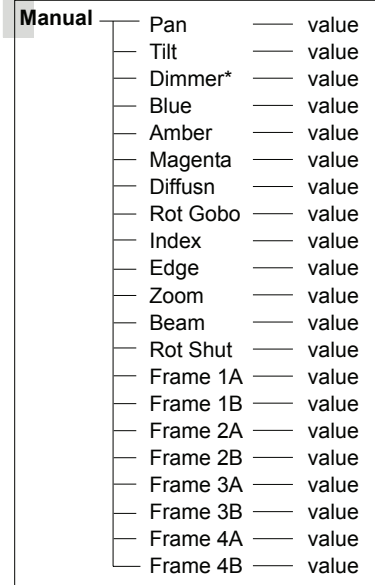 Manual Pan value
Tilt value
Dimmer* value
Blue value
Amber value
Magenta value
Diffusn value
Rot Gobo value
Index value
Edge value
Zoom value
Beam value
Rot Shut value
Frame 1A value
Frame 1B value
Frame 2A value
Frame 2B value
Frame 3A value
Frame 3B value
Frame 4A value
Frame 4B value